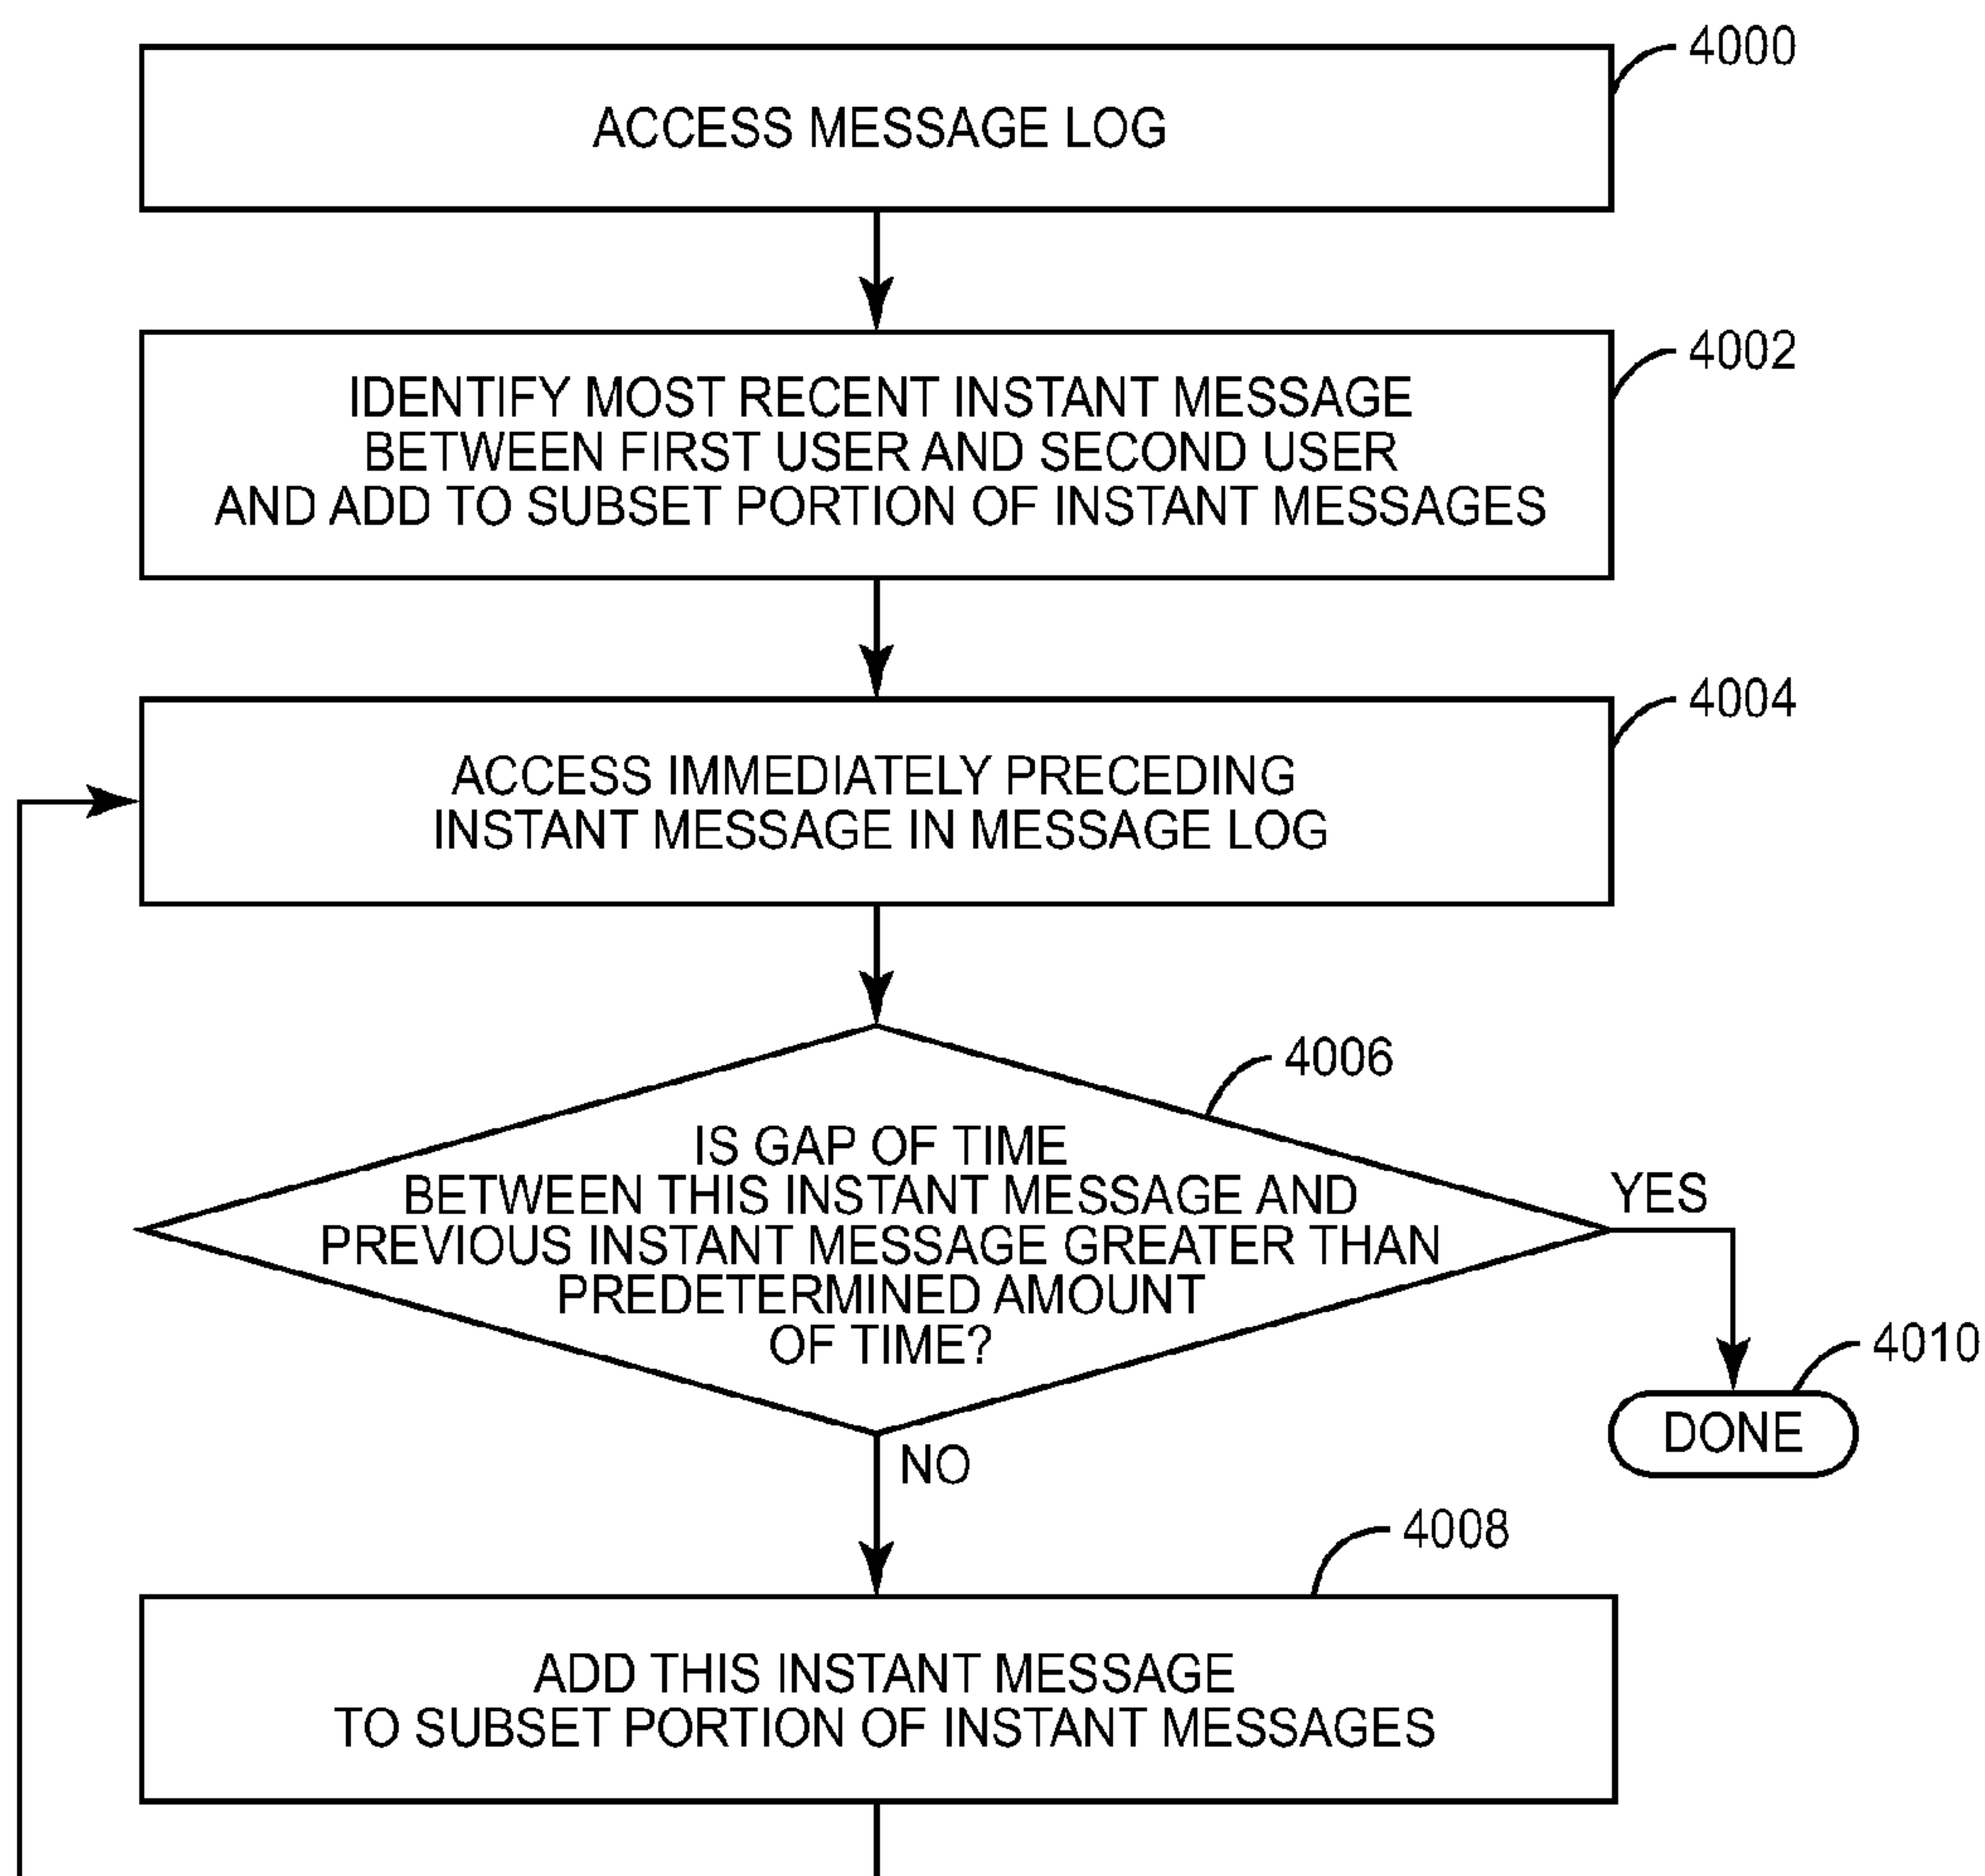 4000
ACCESS MESSAGE LOG
4002
IDENTIFY MOST RECENT INSTANT MESSAGE
BETWEEN FIRST USER AND SECOND USER
AND ADD TO SUBSET PORTION OF INSTANT MESSAGES
4004
ACCESS IMMEDIATELY PRECEDING
INSTANT MESSAGE IN MESSAGE LOG
4006
IS GAP OF TIME
BETWEEN THIS INSTANT MESSAGE AND
PREVIOUS INSTANT MESSAGE GREATER THAN
PREDETERMINED AMOUNT
OF TIME?
YES
4010
DONE
NO
4008
ADD THIS INSTANT MESSAGE
TO SUBSET PORTION OF INSTANT MESSAGES